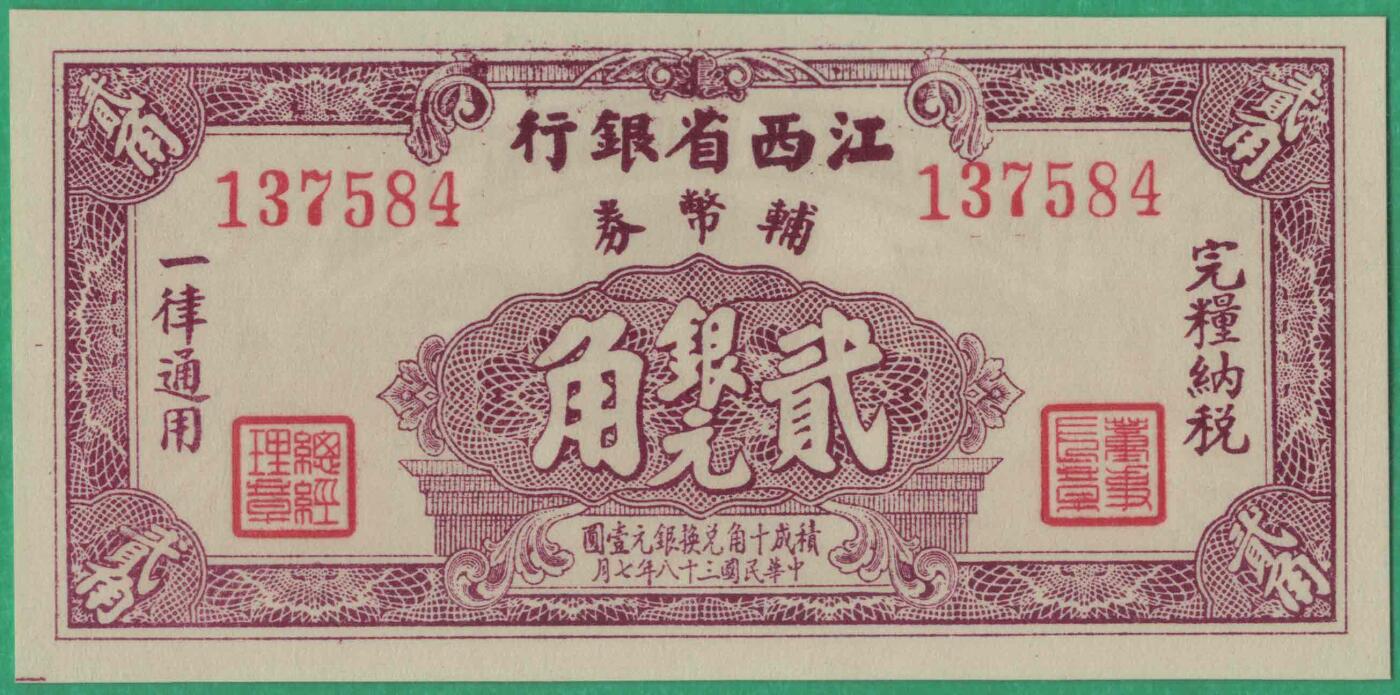 貳角
貳角
江西省銀行
137584
137584
輔幣券
完糧納税
一律通用
貳銀元角
董事長章
總經理章
積成十角兌換銀元壹圓
中華民國三十八年七月
貳角
貳角